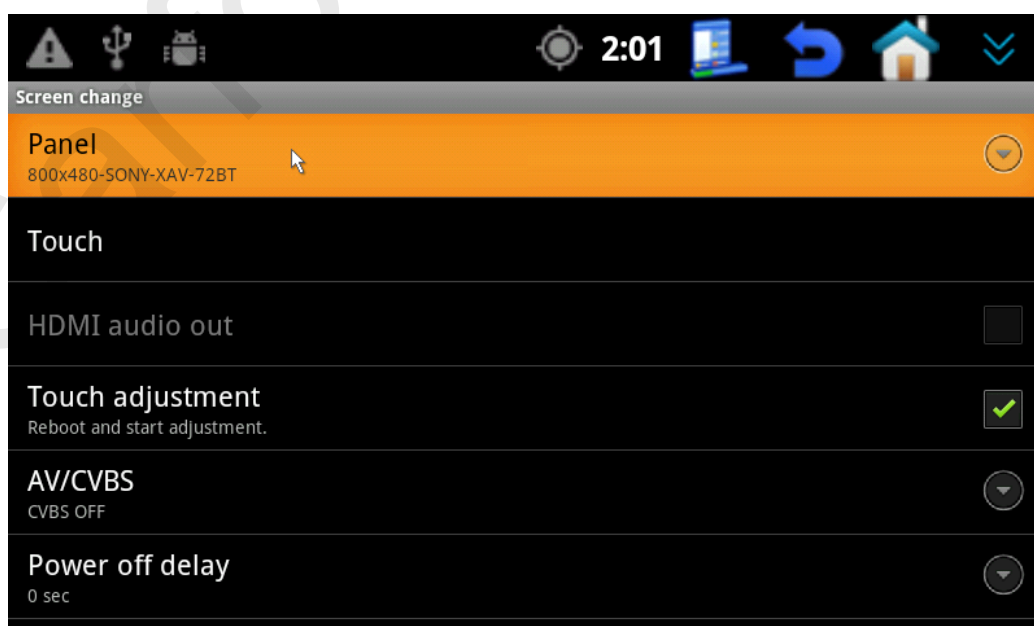 2:01
Screen change
Panel
800x480-SONY-XAV-72BT
Touch
HDMI audio out
Touch adjustment
Reboot and start adjustment.
AV/CVBS
CVBS OFF
Power off delay
0 sec